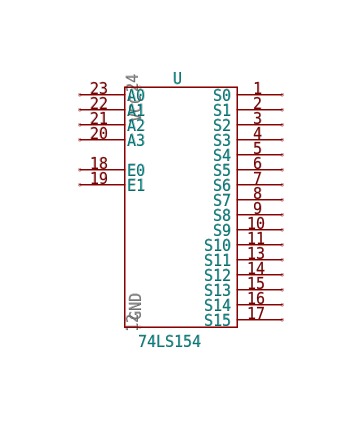 U
23 A0 VCC 24 S0 1
22 A1 S1 2
21 A2 S2 3
20 A3 S3 4
S4 5
18 E0 S5 6
19 E1 S6 7
S7 8
S8 9
S9 10
S10 11
S11 13
S12 14
S13 15
S14 16
12 GND S15 17
74LS154